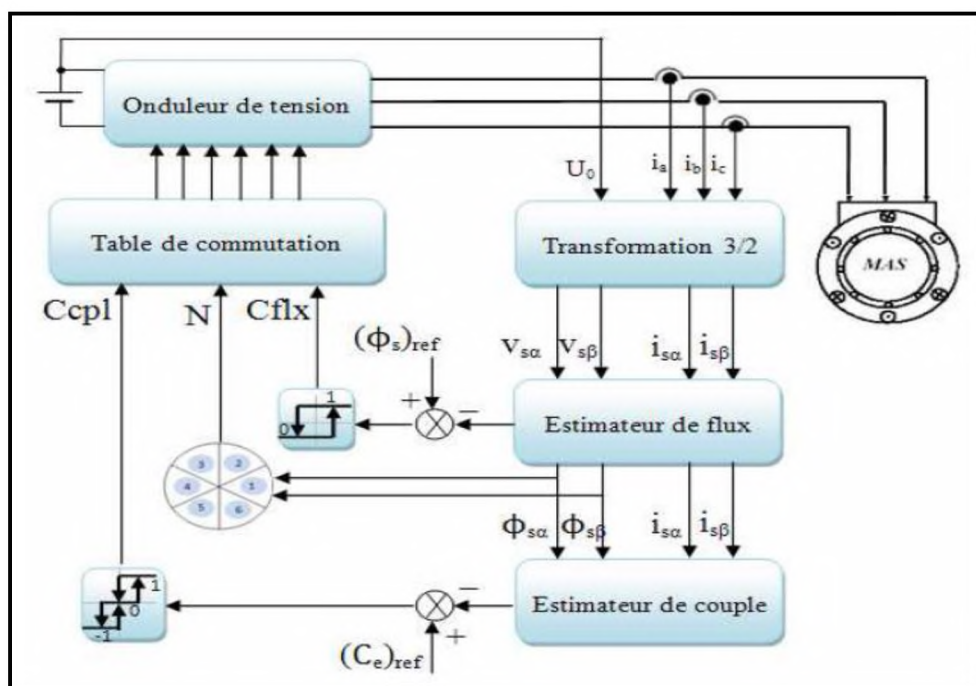 Onduleur de tension
U₀
iₐ
i_b
i_c
Table de commutation
Transformation 3/2
MAS
Ccpl
N
Cflx
(ϕₛ)ref
V_sα
V_sβ
i_sα
i_sβ
+
−
1
0
Estimateur de flux
3
2
4
1
5
6
ϕ_sα
ϕ_sβ
i_sα
i_sβ
1
0
-1
−
+
Estimateur de couple
(Cₑ)ref